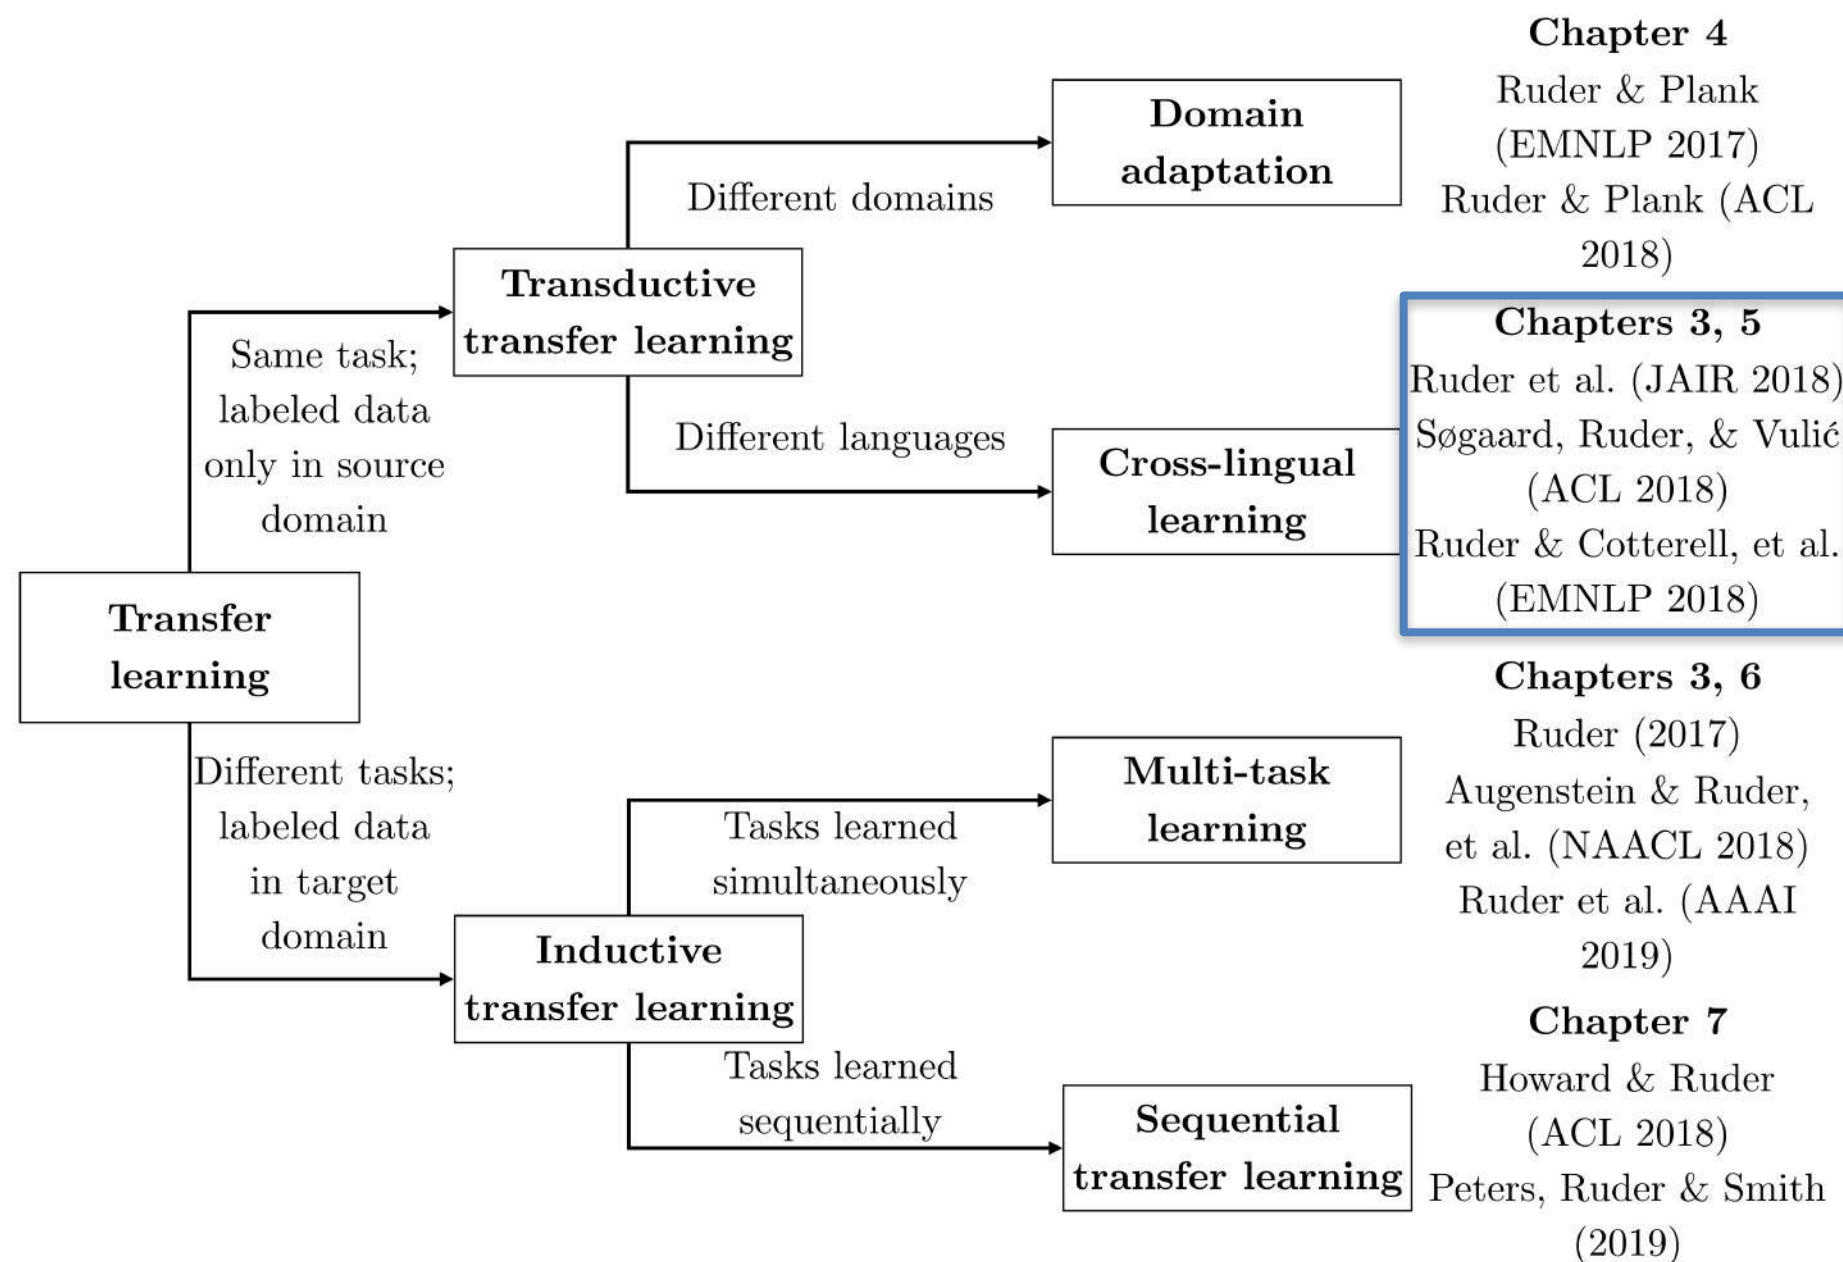 Chapter 4
Ruder & Plank
(EMNLP 2017)
Ruder & Plank (ACL
2018)
Domain
adaptation
Different domains
Transductive
transfer learning
Same task;
labeled data
only in source
domain
Different languages
Cross-lingual
learning
Chapters 3, 5
Ruder et al. (JAIR 2018)
Søgaard, Ruder, & Vulić
(ACL 2018)
Ruder & Cotterell, et al.
(EMNLP 2018)
Transfer
learning
Different tasks;
labeled data
in target
domain
Tasks learned
simultaneously
Multi-task
learning
Chapters 3, 6
Ruder (2017)
Augenstein & Ruder,
et al. (NAACL 2018)
Ruder et al. (AAAI
2019)
Inductive
transfer learning
Tasks learned
sequentially
Sequential
transfer learning
Chapter 7
Howard & Ruder
(ACL 2018)
Peters, Ruder & Smith
(2019)